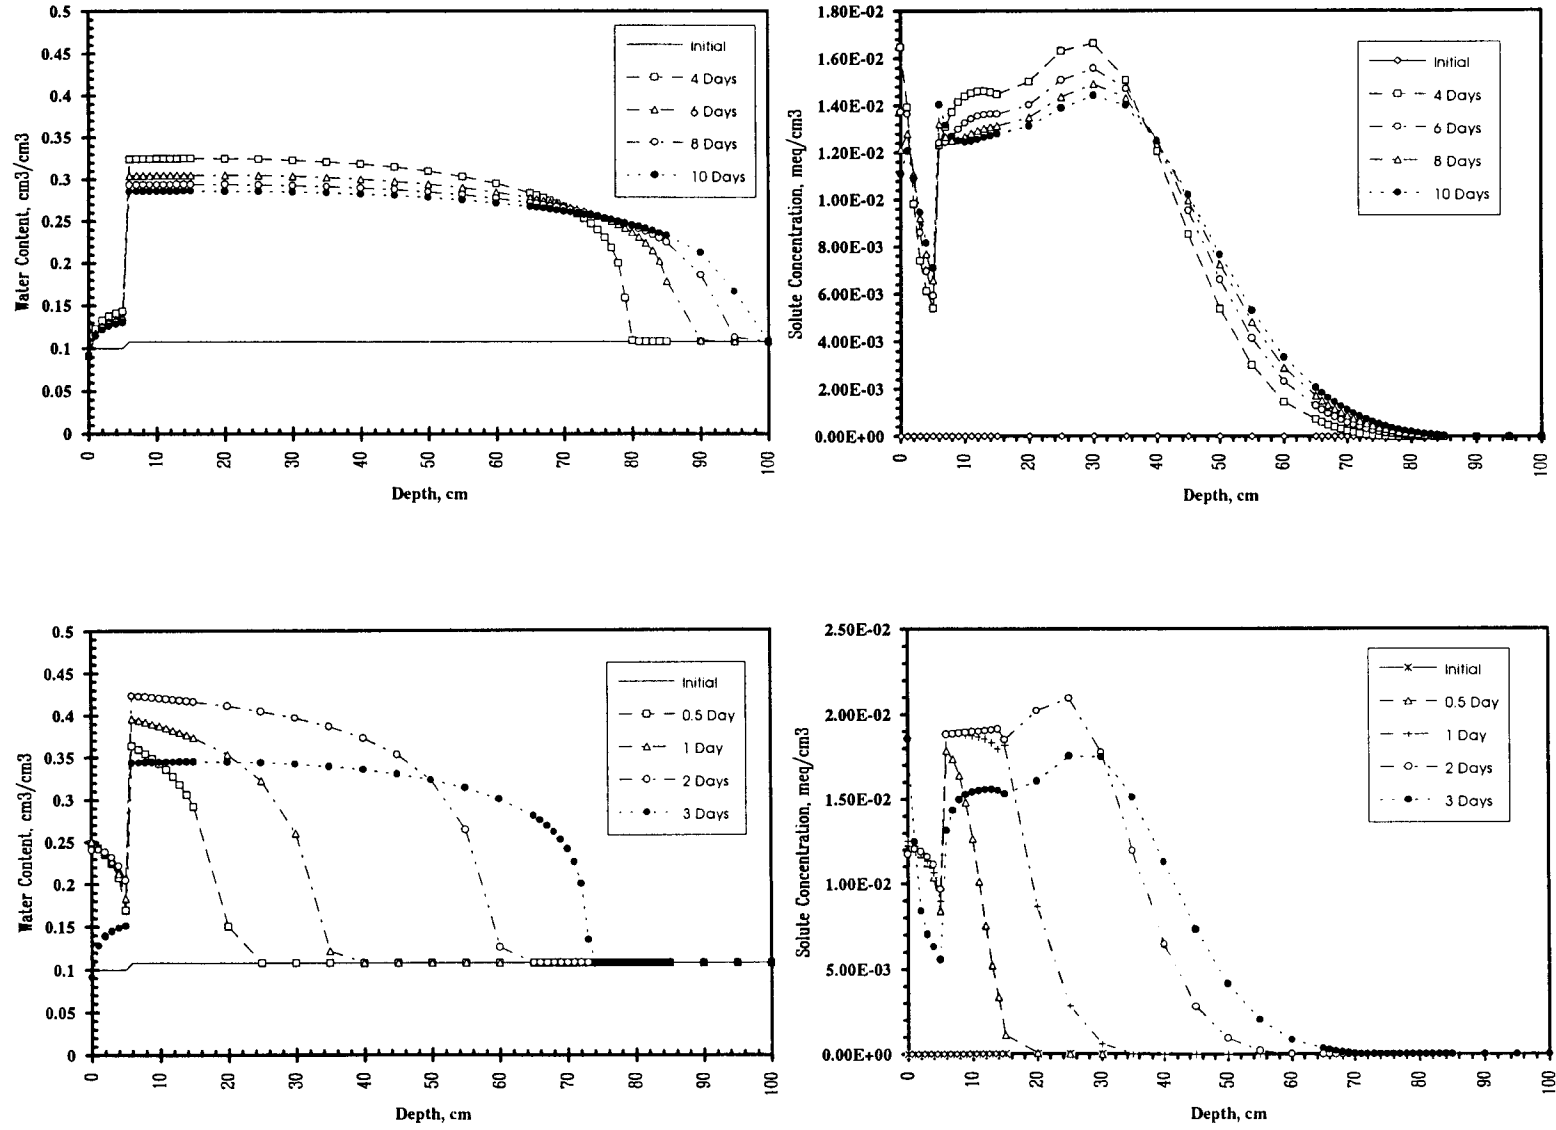 0.5
0.45
0.4
0.35
0.3
0.25
0.2
0.15
0.1
0.05
0
Water Content, cm3/cm3
Initial
4 Days
6 Days
8 Days
10 Days
0 10 20 30 40 50 60 70 80 90 100
Depth, cm
1.80E-02
1.60E-02
1.40E-02
1.20E-02
1.00E-02
8.00E-03
6.00E-03
4.00E-03
2.00E-03
0.00E+00
Solute Concentration, meq/cm3
Initial
4 Days
6 Days
8 Days
10 Days
0 10 20 30 40 50 60 70 80 90 100
Depth, cm
0.5
0.45
0.4
0.35
0.3
0.25
0.2
0.15
0.1
0.05
0
Water Content, cm3/cm3
Initial
0.5 Day
1 Day
2 Days
3 Days
0 10 20 30 40 50 60 70 80 90 100
Depth, cm
2.50E-02
2.00E-02
1.50E-02
1.00E-02
5.00E-03
0.00E+00
Solute Concentration, meq/cm3
Initial
0.5 Day
1 Day
2 Days
3 Days
0 10 20 30 40 50 60 70 80 90 100
Depth, cm